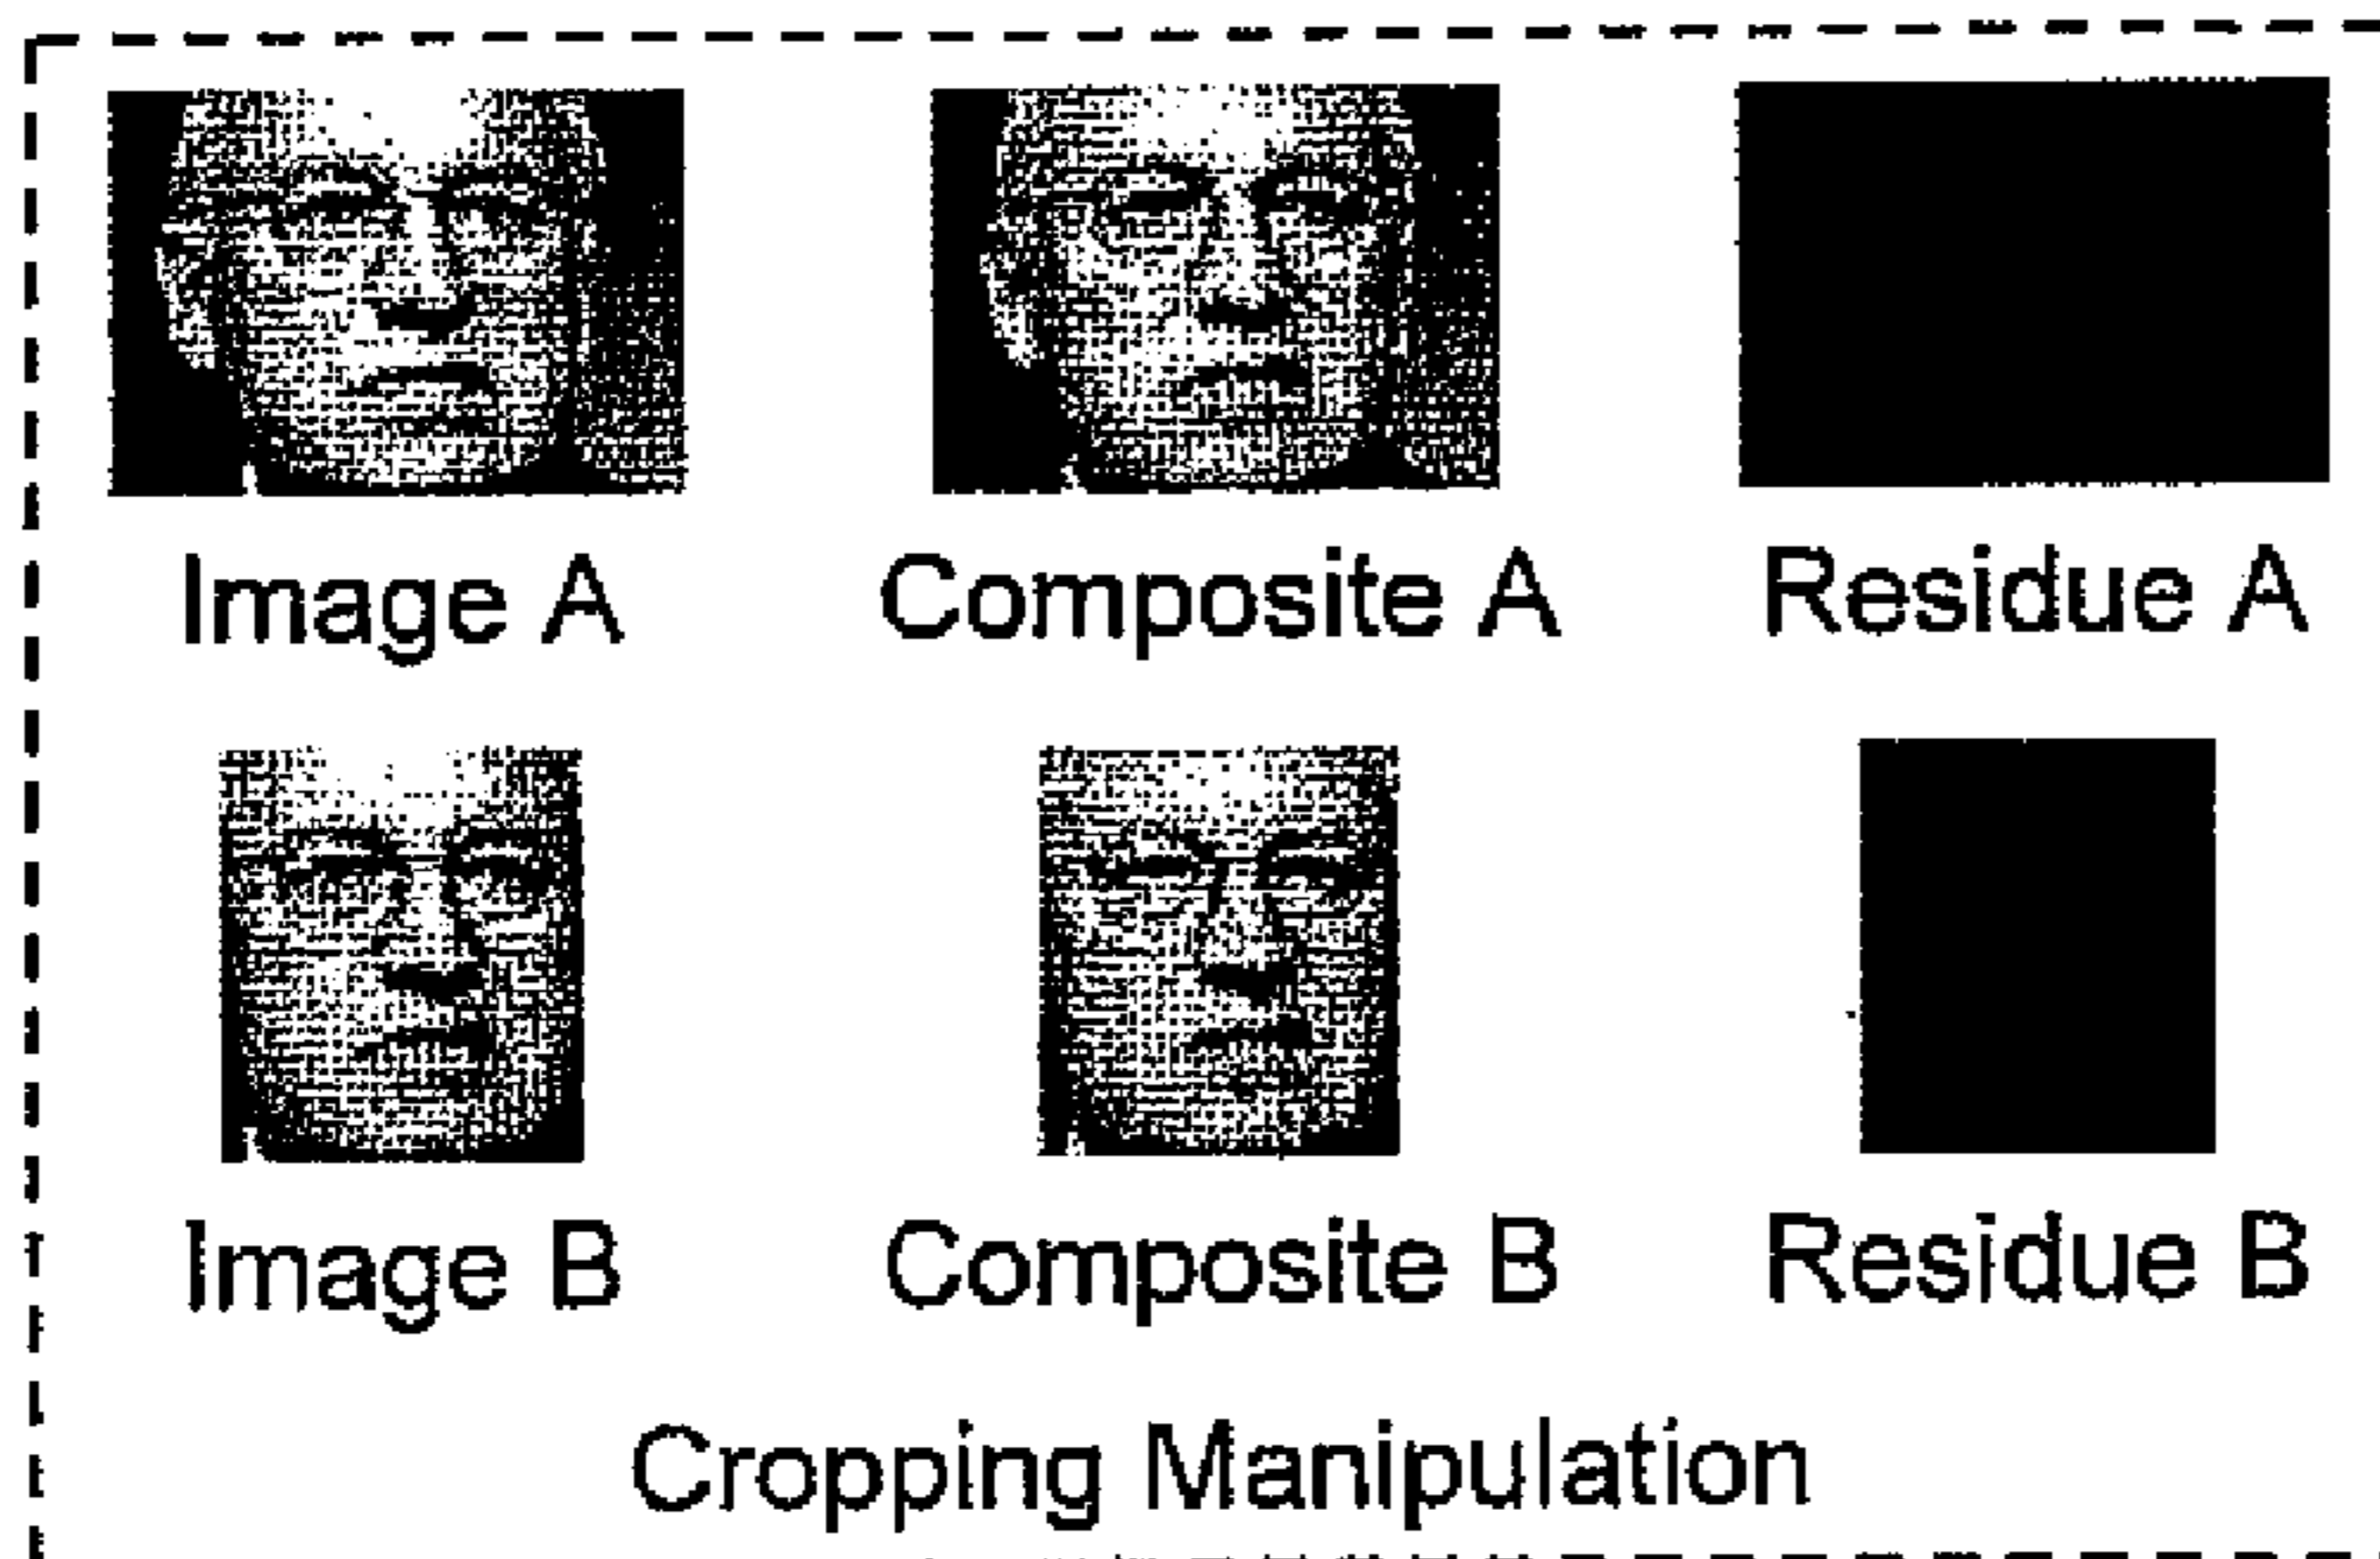 Image A Composite A Residue A
Image B Composite B Residue B
Cropping Manipulation